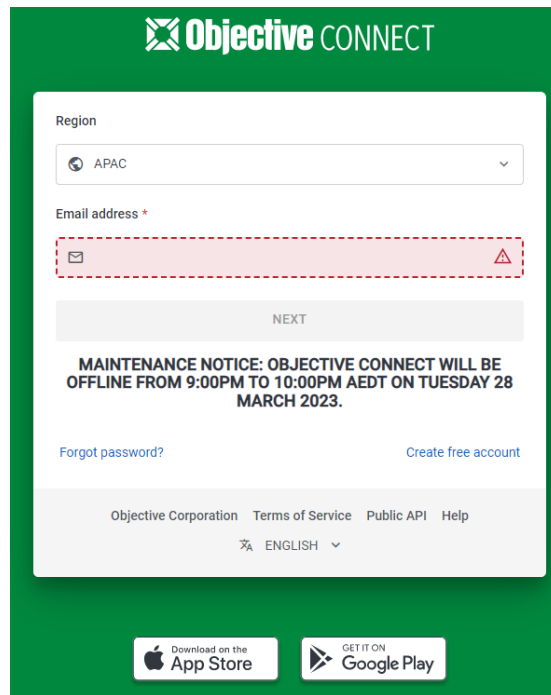 Objective CONNECT
Region
APAC
Email address *
NEXT
MAINTENANCE NOTICE: OBJECTIVE CONNECT WILL BE
OFFLINE FROM 9:00PM TO 10:00PM AEDT ON TUESDAY 28
MARCH 2023.
Forgot password? Create free account
Objective Corporation Terms of Service Public API Help
ENGLISH
Download on the
App Store
GET IT ON
Google Play